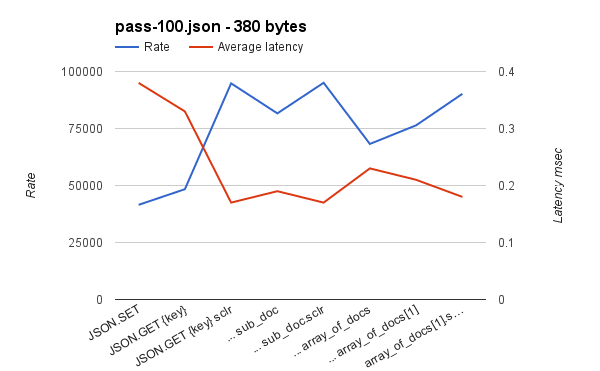 pass-100.json - 380 bytes
Rate
Average latency
100000
75000
50000
25000
0
0.4
0.3
0.2
0.1
0
Rate
Latency msec
JSON.SET
JSON.GET {key}
JSON.GET {key} sclr
... sub_doc
... sub_doc.sclr
... array_of_docs
... array_of_docs[1]
array_of_docs[1].s...